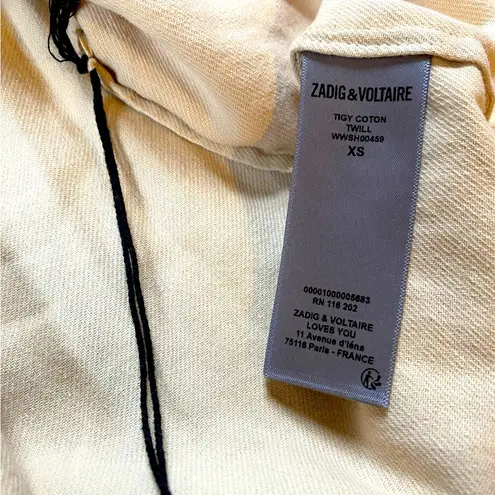 ZADIG & VOLTAIRE
TIGY COTON
TWILL
WWSH00459
XS
00001000005683
RN 116 202
ZADIG & VOLTAIRE
LOVES YOU
11 Avenue d'Iéna
75116 Paris - FRANCE